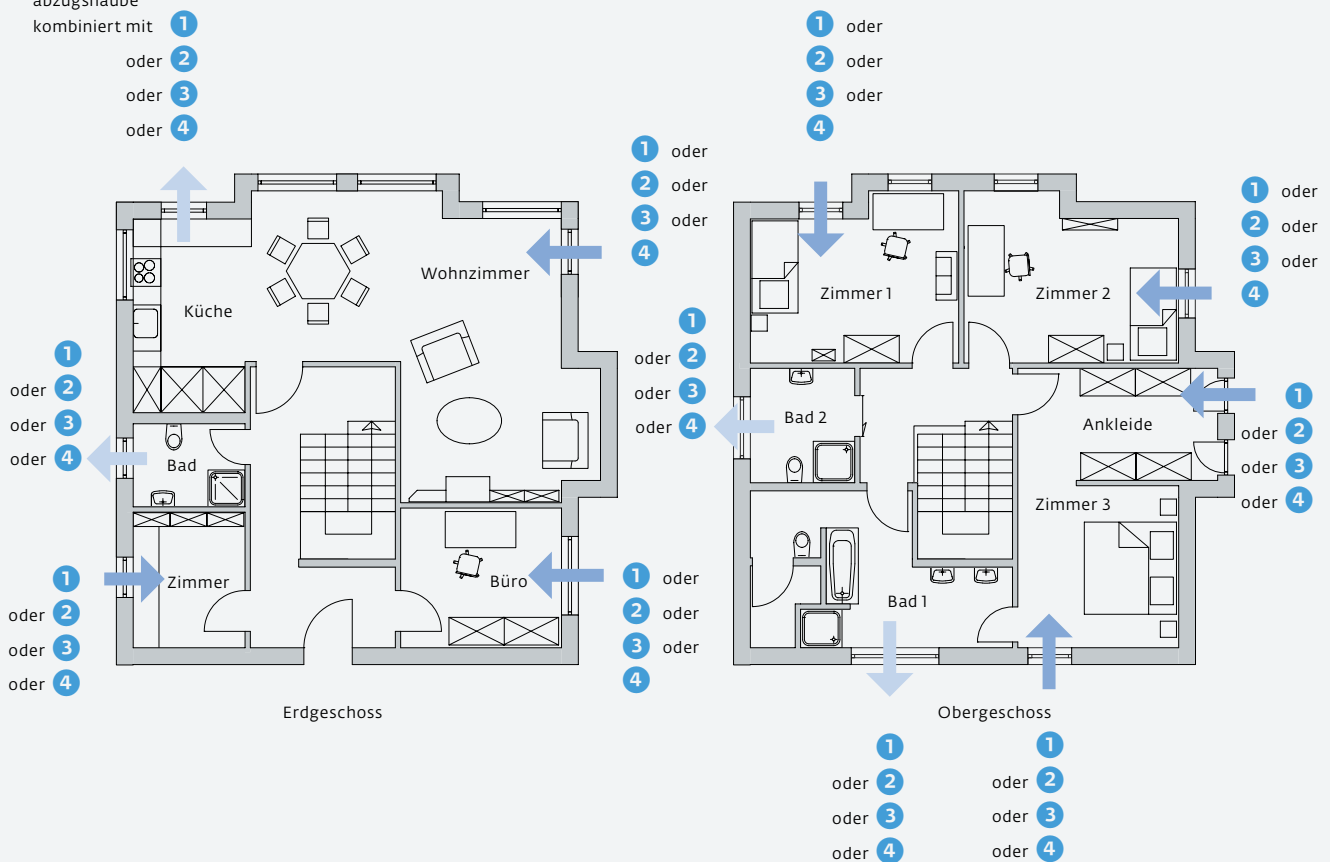 abzugshaube
kombiniert mit 1
oder 2
oder 3
oder 4
1 oder
2 oder
3 oder
4
1 oder
2 oder
3 oder
4
1 oder
2 oder
3 oder
4
Wohnzimmer
Küche
Zimmer 1
Zimmer 2
1
oder 2
oder 3
oder 4
1
oder 2
oder 3
oder 4
Bad
Bad 2
Ankleide
1
oder 2
oder 3
oder 4
Zimmer 3
Zimmer
Büro
1
oder 2
oder 3
oder 4
1 oder
2 oder
3 oder
4
Bad 1
Erdgeschoss
Obergeschoss
1
oder 2
oder 3
oder 4
1
oder 2
oder 3
oder 4